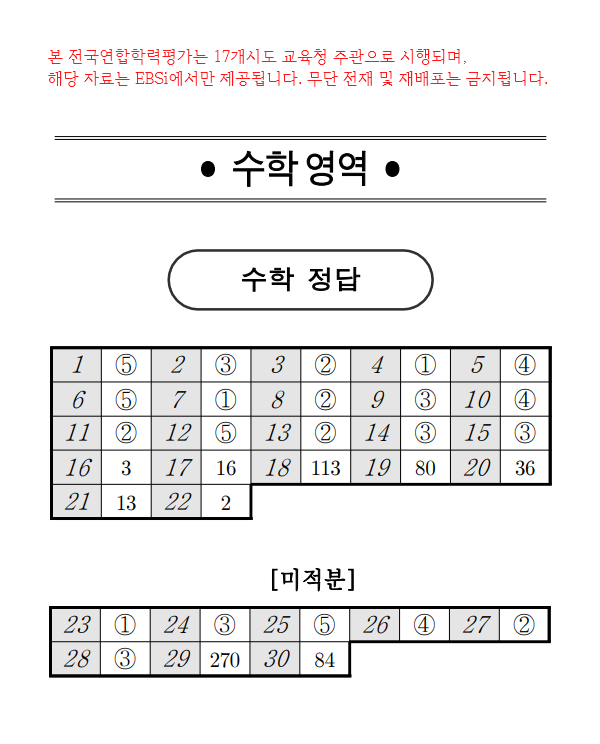 본 전국연합학력평가는 17개시도 교육청 주관으로 시행되며,
해당 자료는 EBSi에서만 제공됩니다. 무단 전재 및 재배포는 금지됩니다.
● 수학 영역 ●
수학 정답
1 ⑤ 2 ③ 3 ② 4 ① 5 ④
6 ⑤ 7 ① 8 ② 9 ③ 10 ④
11 ② 12 ⑤ 13 ② 14 ③ 15 ③
16 3 17 16 18 113 19 80 20 36
21 13 22 2
[미적분]
23 ① 24 ③ 25 ⑤ 26 ④ 27 ②
28 ③ 29 270 30 84